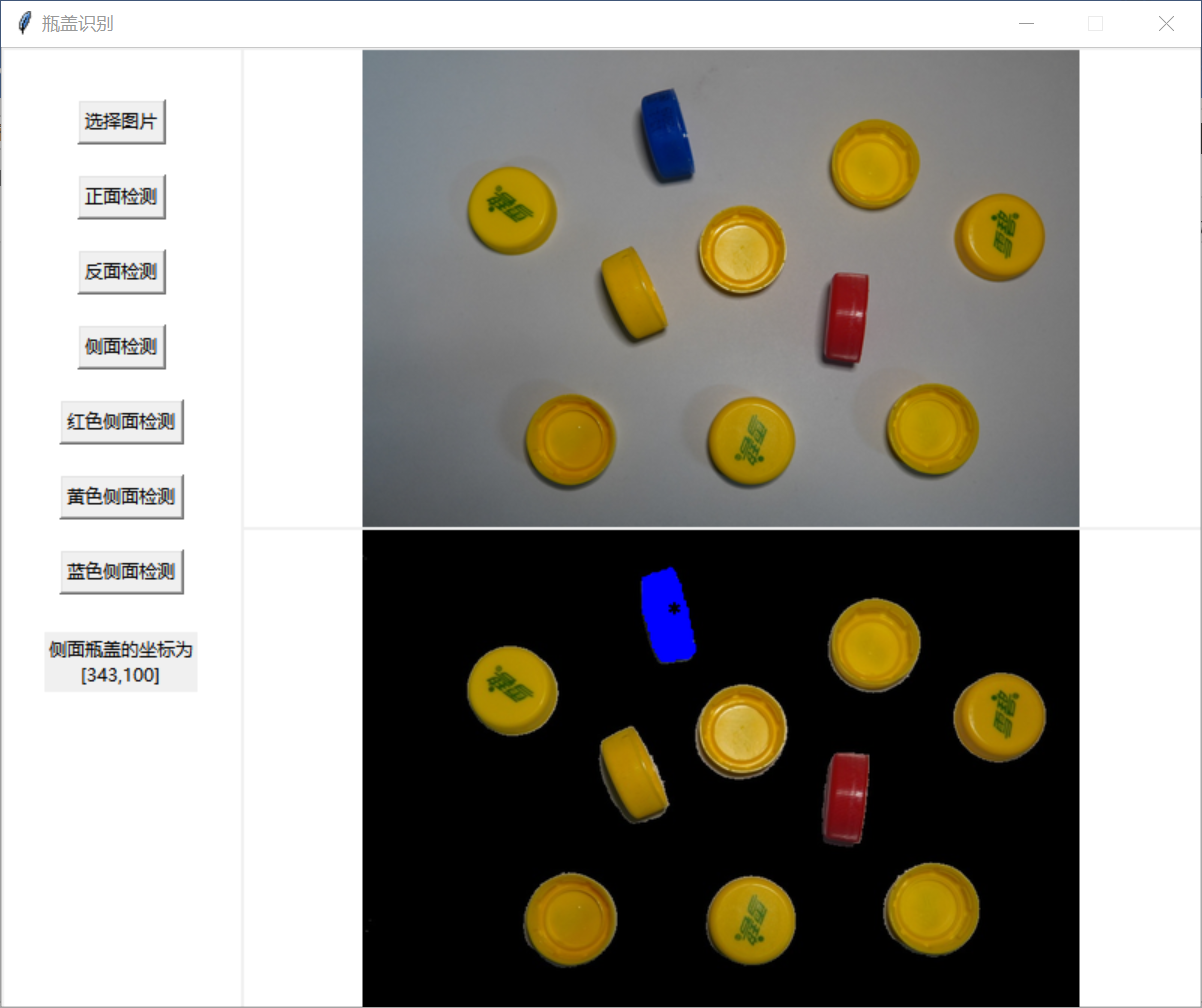 瓶盖识别
选择图片
正面检测
反面检测
侧面检测
红色侧面检测
黄色侧面检测
蓝色侧面检测
侧面瓶盖的坐标为
[343,100]